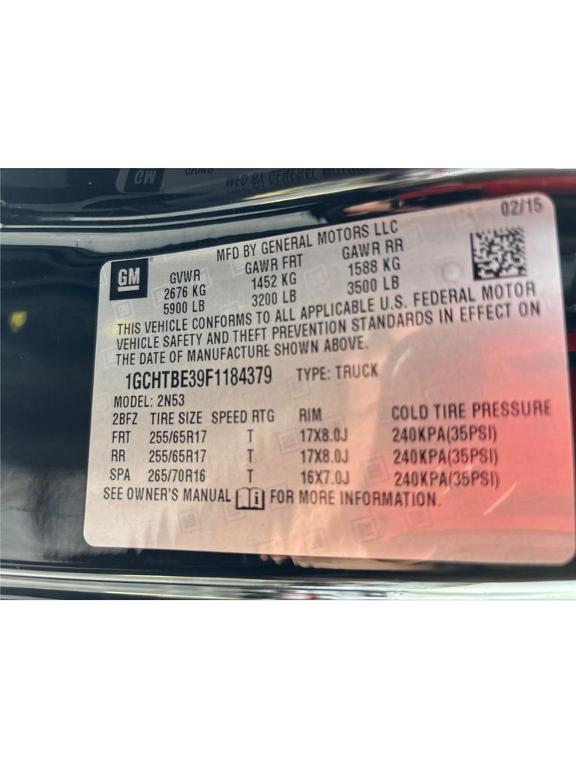 02/15
MFD BY GENERAL MOTORS LLC
GM
GVWR GAWR FRT GAWR RR
2676 KG 1452 KG 1588 KG
5900 LB 3200 LB 3500 LB
THIS VEHICLE CONFORMS TO ALL APPLICABLE U.S. FEDERAL MOTOR
VEHICLE SAFETY AND THEFT PREVENTION STANDARDS IN EFFECT ON
THE DATE OF MANUFACTURE SHOWN ABOVE.
1GCHTBE39F1184379 TYPE: TRUCK
MODEL: 2N53
2BFZ TIRE SIZE SPEED RTG RIM COLD TIRE PRESSURE
FRT 255/65R17 T 17X8.0J 240KPA(35PSI)
RR 255/65R17 T 17X8.0J 240KPA(35PSI)
SPA 265/70R16 T 16X7.0J 240KPA(35PSI)
SEE OWNER'S MANUAL FOR MORE INFORMATION.